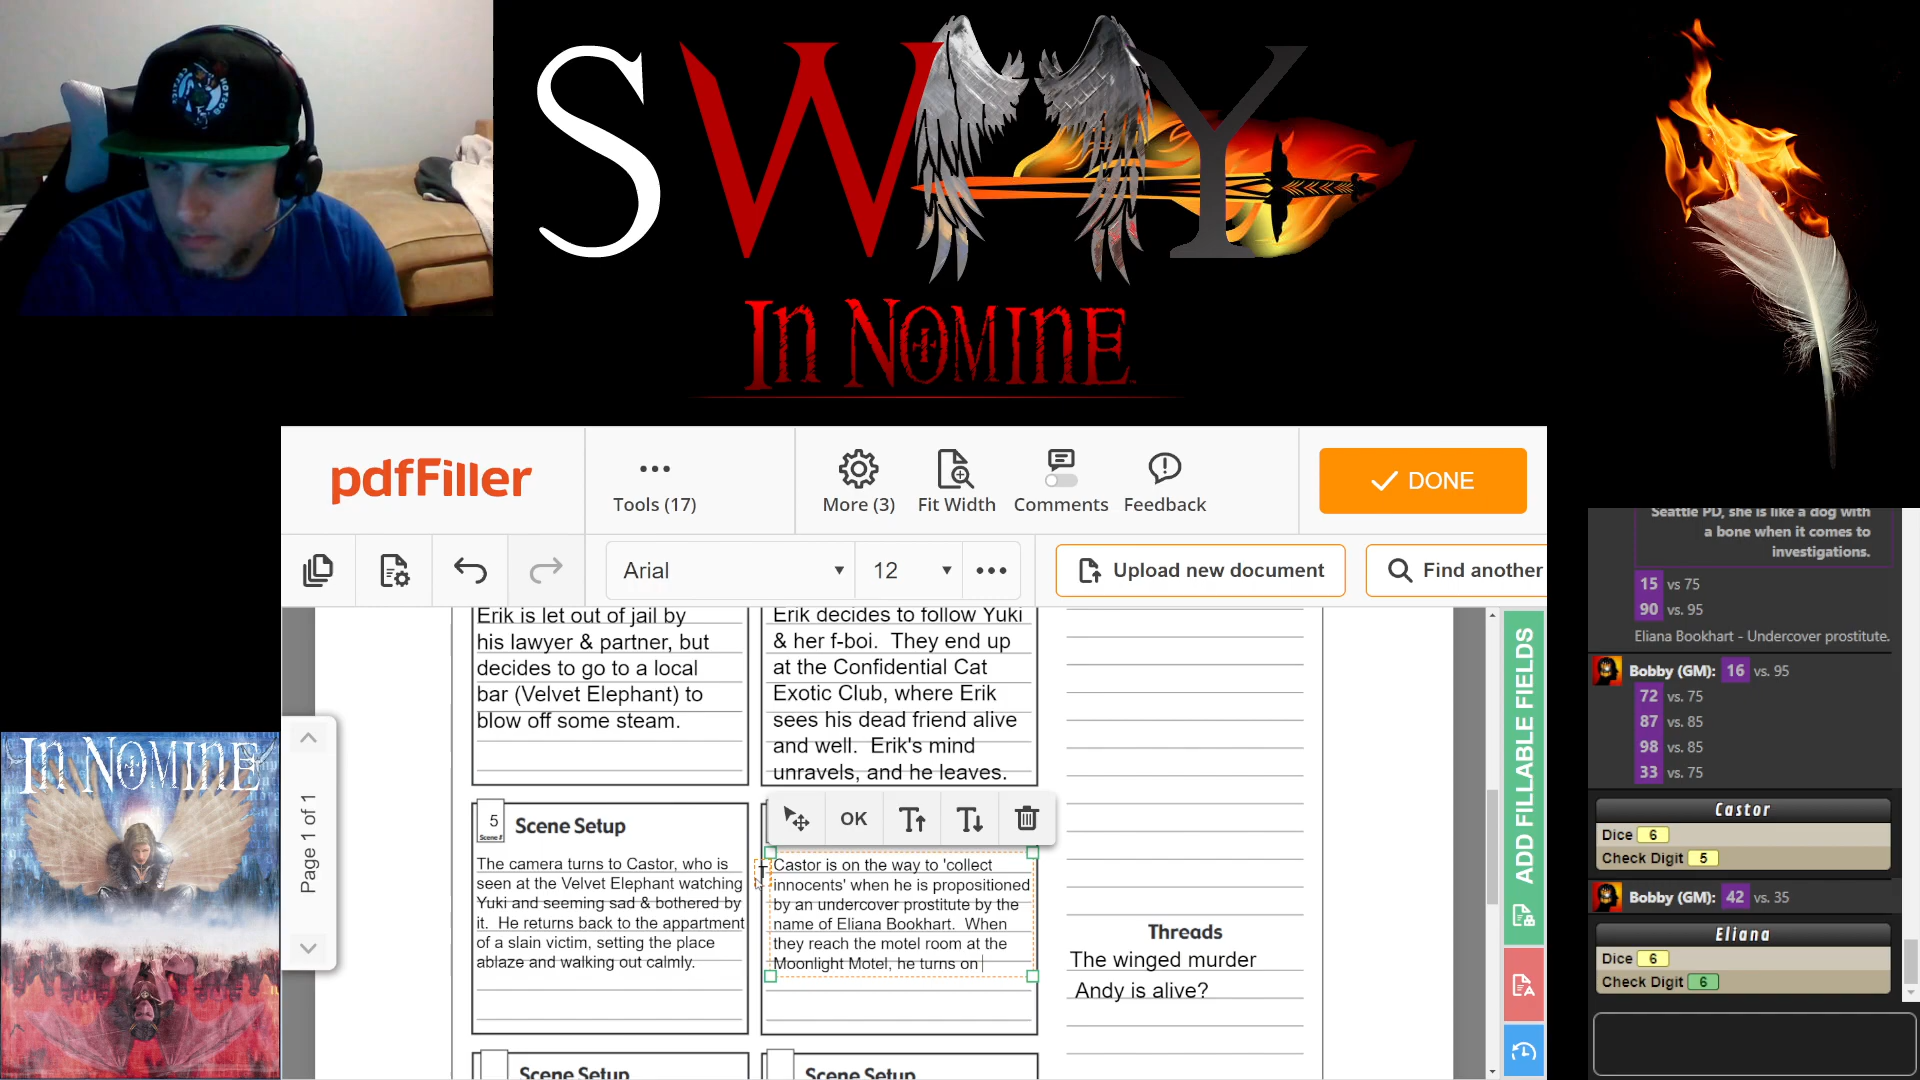 SWAY
IN NOMINE
pdfFiller
Tools (17)
More (3)
Fit Width
Comments
Feedback
DONE
Arial
12
Upload new document
Find another
Erik is let out of jail by
his lawyer & partner, but
decides to go to a local
bar (Velvet Elephant) to
blow off some steam.
Erik decides to follow Yuki
& her f-boi. They end up
at the Confidential Cat
Exotic Club, where Erik
sees his dead friend alive
and well. Erik's mind
unravels, and he leaves.
Page 1 of 1
OK
5
Scene #
Scene Setup
The camera turns to Castor, who is
seen at the Velvet Elephant watching
Yuki and seeming sad & bothered by
it. He returns back to the appartment
of a slain victim, setting the place
ablaze and walking out calmly.
Castor is on the way to 'collect
innocents' when he is propositioned
by an undercover prostitute by the
name of Eliana Bookhart. When
they reach the motel room at the
Moonlight Motel, he turns on
Threads
The winged murder
Andy is alive?
Scene Setup
Scene Setup
ADD FILLABLE FIELDS
IN NOMINE
Seattle PD, she is like a dog with
a bone when it comes to
investigations.
15 vs 75
90 vs. 95
Eliana Bookhart - Undercover prostitute.
Bobby (GM): 16 vs. 95
72 vs. 75
87 vs. 85
98 vs. 85
33 vs. 75
Castor
Dice 6
Check Digit 5
Bobby (GM): 42 vs. 35
Eliana
Dice 6
Check Digit 6